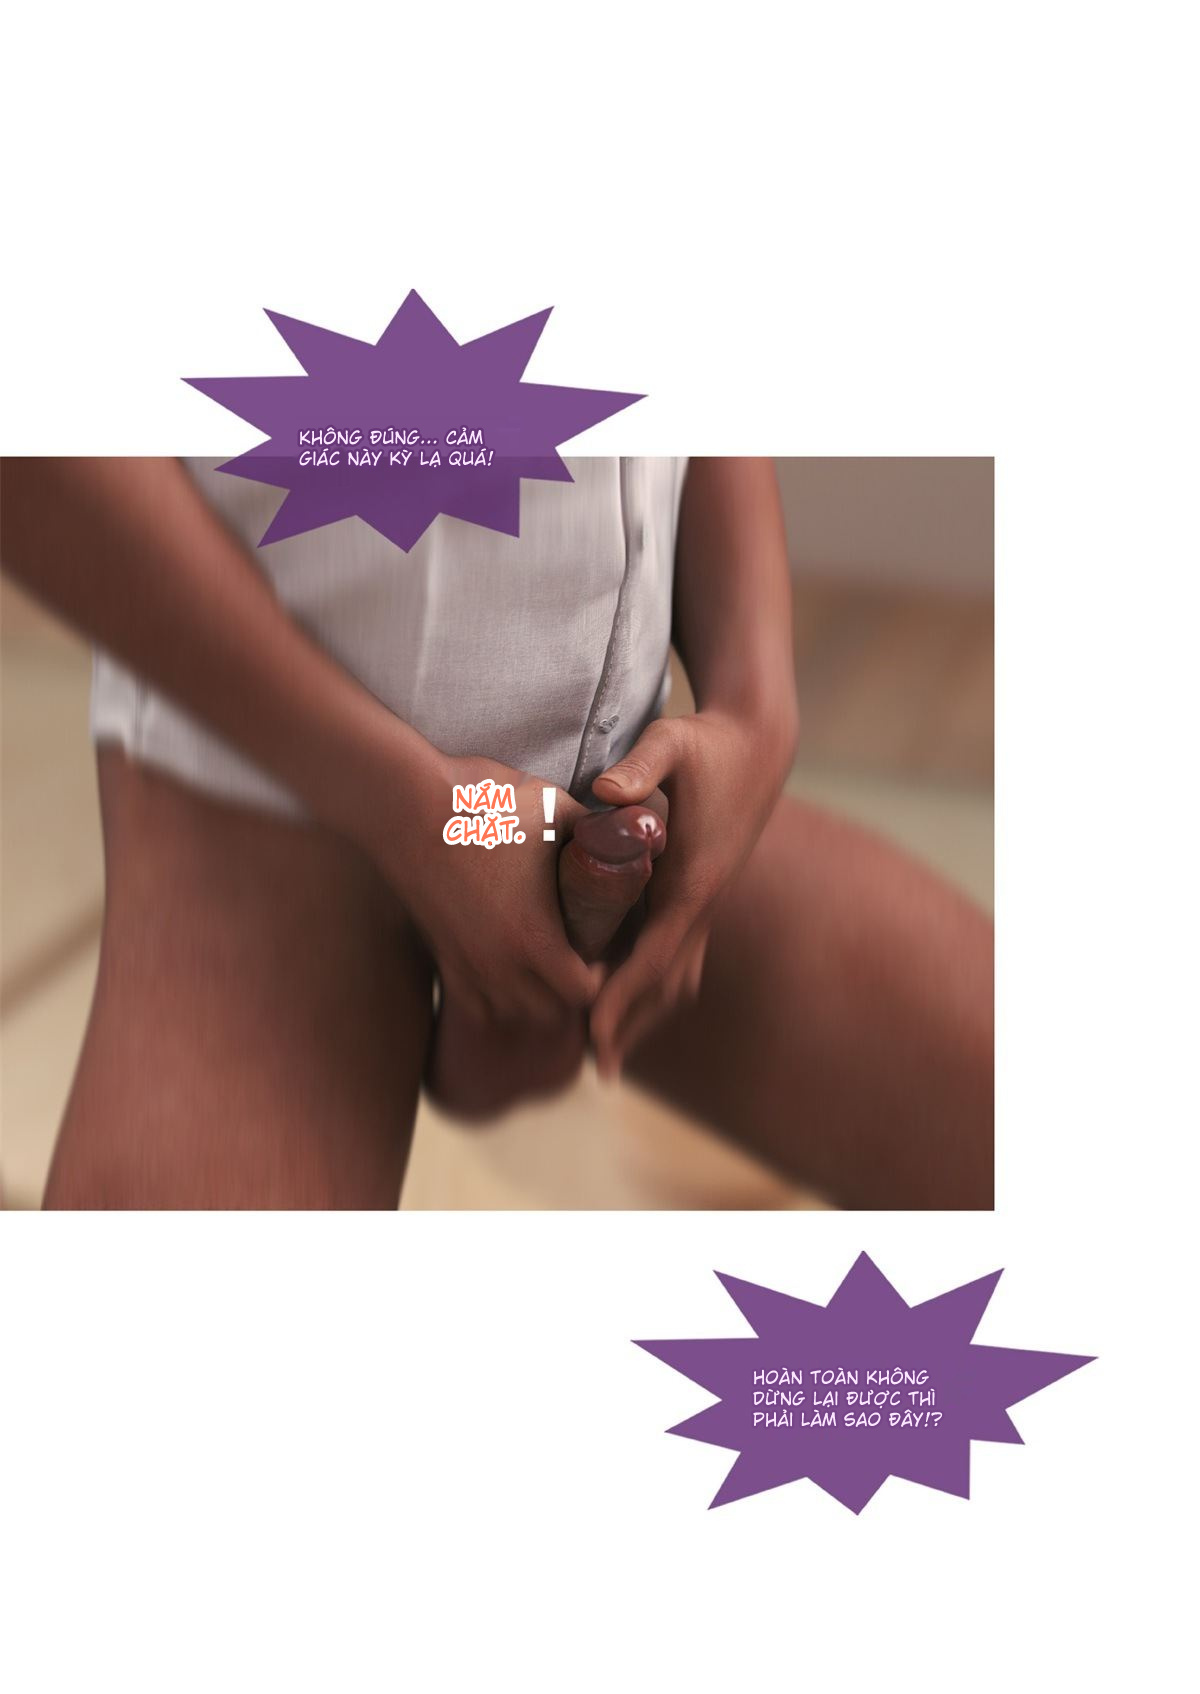 KHÔNG ĐÚNG... CẢM
GIÁC NÀY KỲ LẠ QUÁ!
NẮM
CHẶT.
!
HOÀN TOÀN KHÔNG
DỪNG LẠI ĐƯỢC THÌ
PHẢI LÀM SAO ĐÂY!?